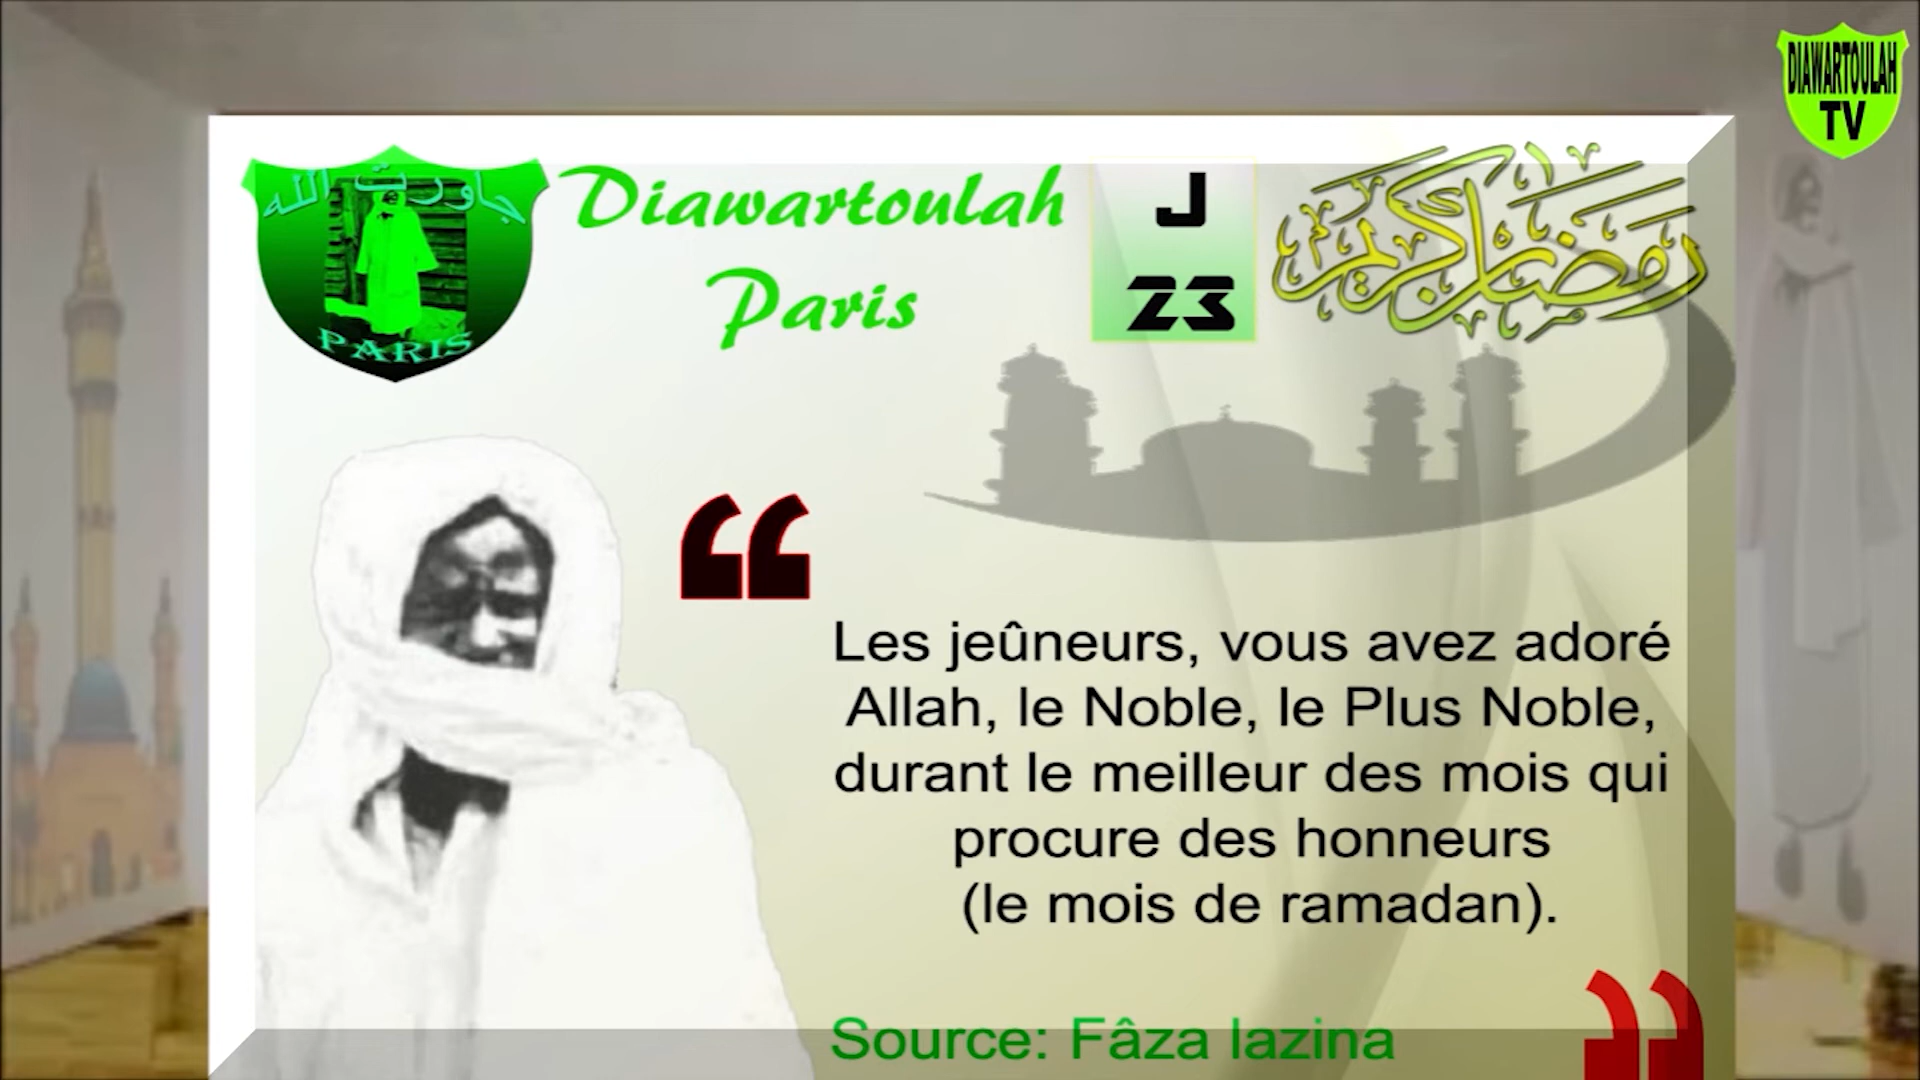 DIAWARTOULAH
TV
جاورت الله
PARIS
Diawartoulah
Paris
J
23
رمضان كريم
“
Les jeûneurs, vous avez adoré
Allah, le Noble, le Plus Noble,
durant le meilleur des mois qui
procure des honneurs
(le mois de ramadan).
”
Source: Fâza lazina